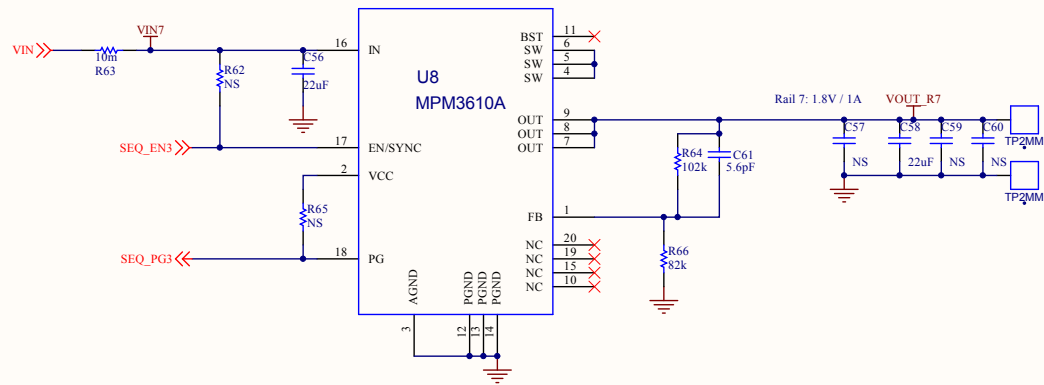 VIN
10m
R63
VIN7
R62
NS
C56
22uF
16
IN
U8
MPM3610A
BST
11
SW
6
SW
5
SW
4
OUT
9
OUT
8
OUT
7
Rail 7: 1.8V / 1A
VOUT_R7
C57
NS
C58
22uF
C59
NS
C60
NS
TP2MM
TP2MM
SEQ_EN3
17
EN/SYNC
2
VCC
R65
NS
SEQ_PG3
18
PG
R64
102k
C61
5.6pF
FB
1
R66
82k
NC
20
NC
19
NC
15
NC
10
AGND
PGND
PGND
PGND
3
12
13
14